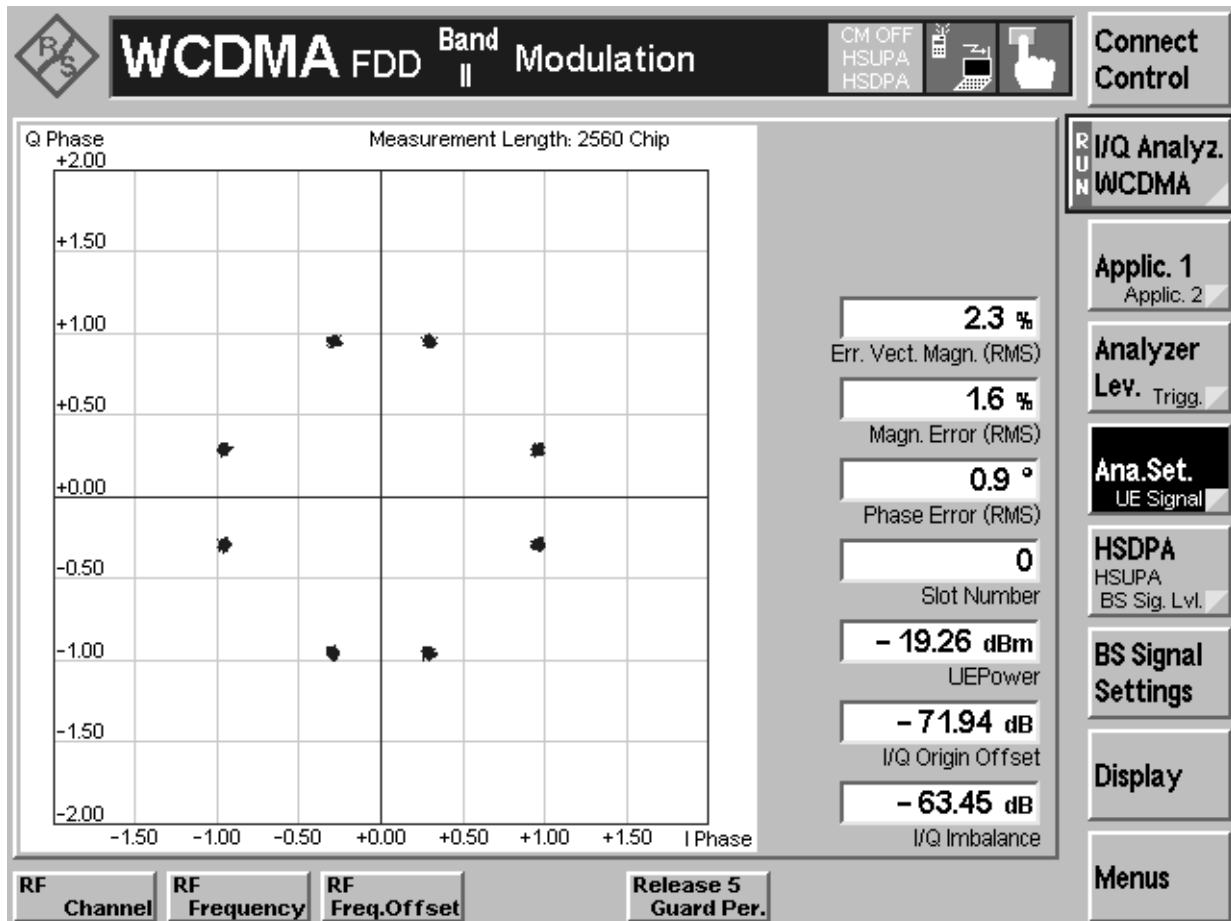 R/S
WCDMA FDD Band II Modulation
CM OFF
HSUPA
HSDPA
Connect Control
Q Phase
Measurement Length: 2560 Chip
+2.00
+1.50
+1.00
+0.50
+0.00
-0.50
-1.00
-1.50
-2.00
-1.50 -1.00 -0.50 +0.00 +0.50 +1.00 +1.50 I Phase
2.3 %
Err. Vect. Magn. (RMS)
1.6 %
Magn. Error (RMS)
0.9 °
Phase Error (RMS)
0
Slot Number
- 19.26 dBm
UEPower
- 71.94 dB
I/Q Origin Offset
- 63.45 dB
I/Q Imbalance
RUN
I/Q Analyz.
WCDMA
Applic. 1
Applic. 2
Analyzer
Lev. Trigg.
Ana.Set.
UE Signal
HSDPA
HSUPA
BS Sig. Lvl.
BS Signal
Settings
Display
Menus
RF
Channel
RF
Frequency
RF
Freq.Offset
Release 5
Guard Per.